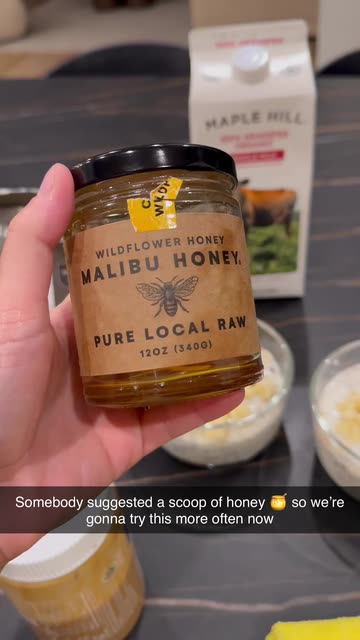 MAPLE HILL
WILDFLOWER HONEY
MALIBU HONEY.
PURE LOCAL RAW
12OZ (340G)
Somebody suggested a scoop of honey 🍯 so we’re
gonna try this more often now